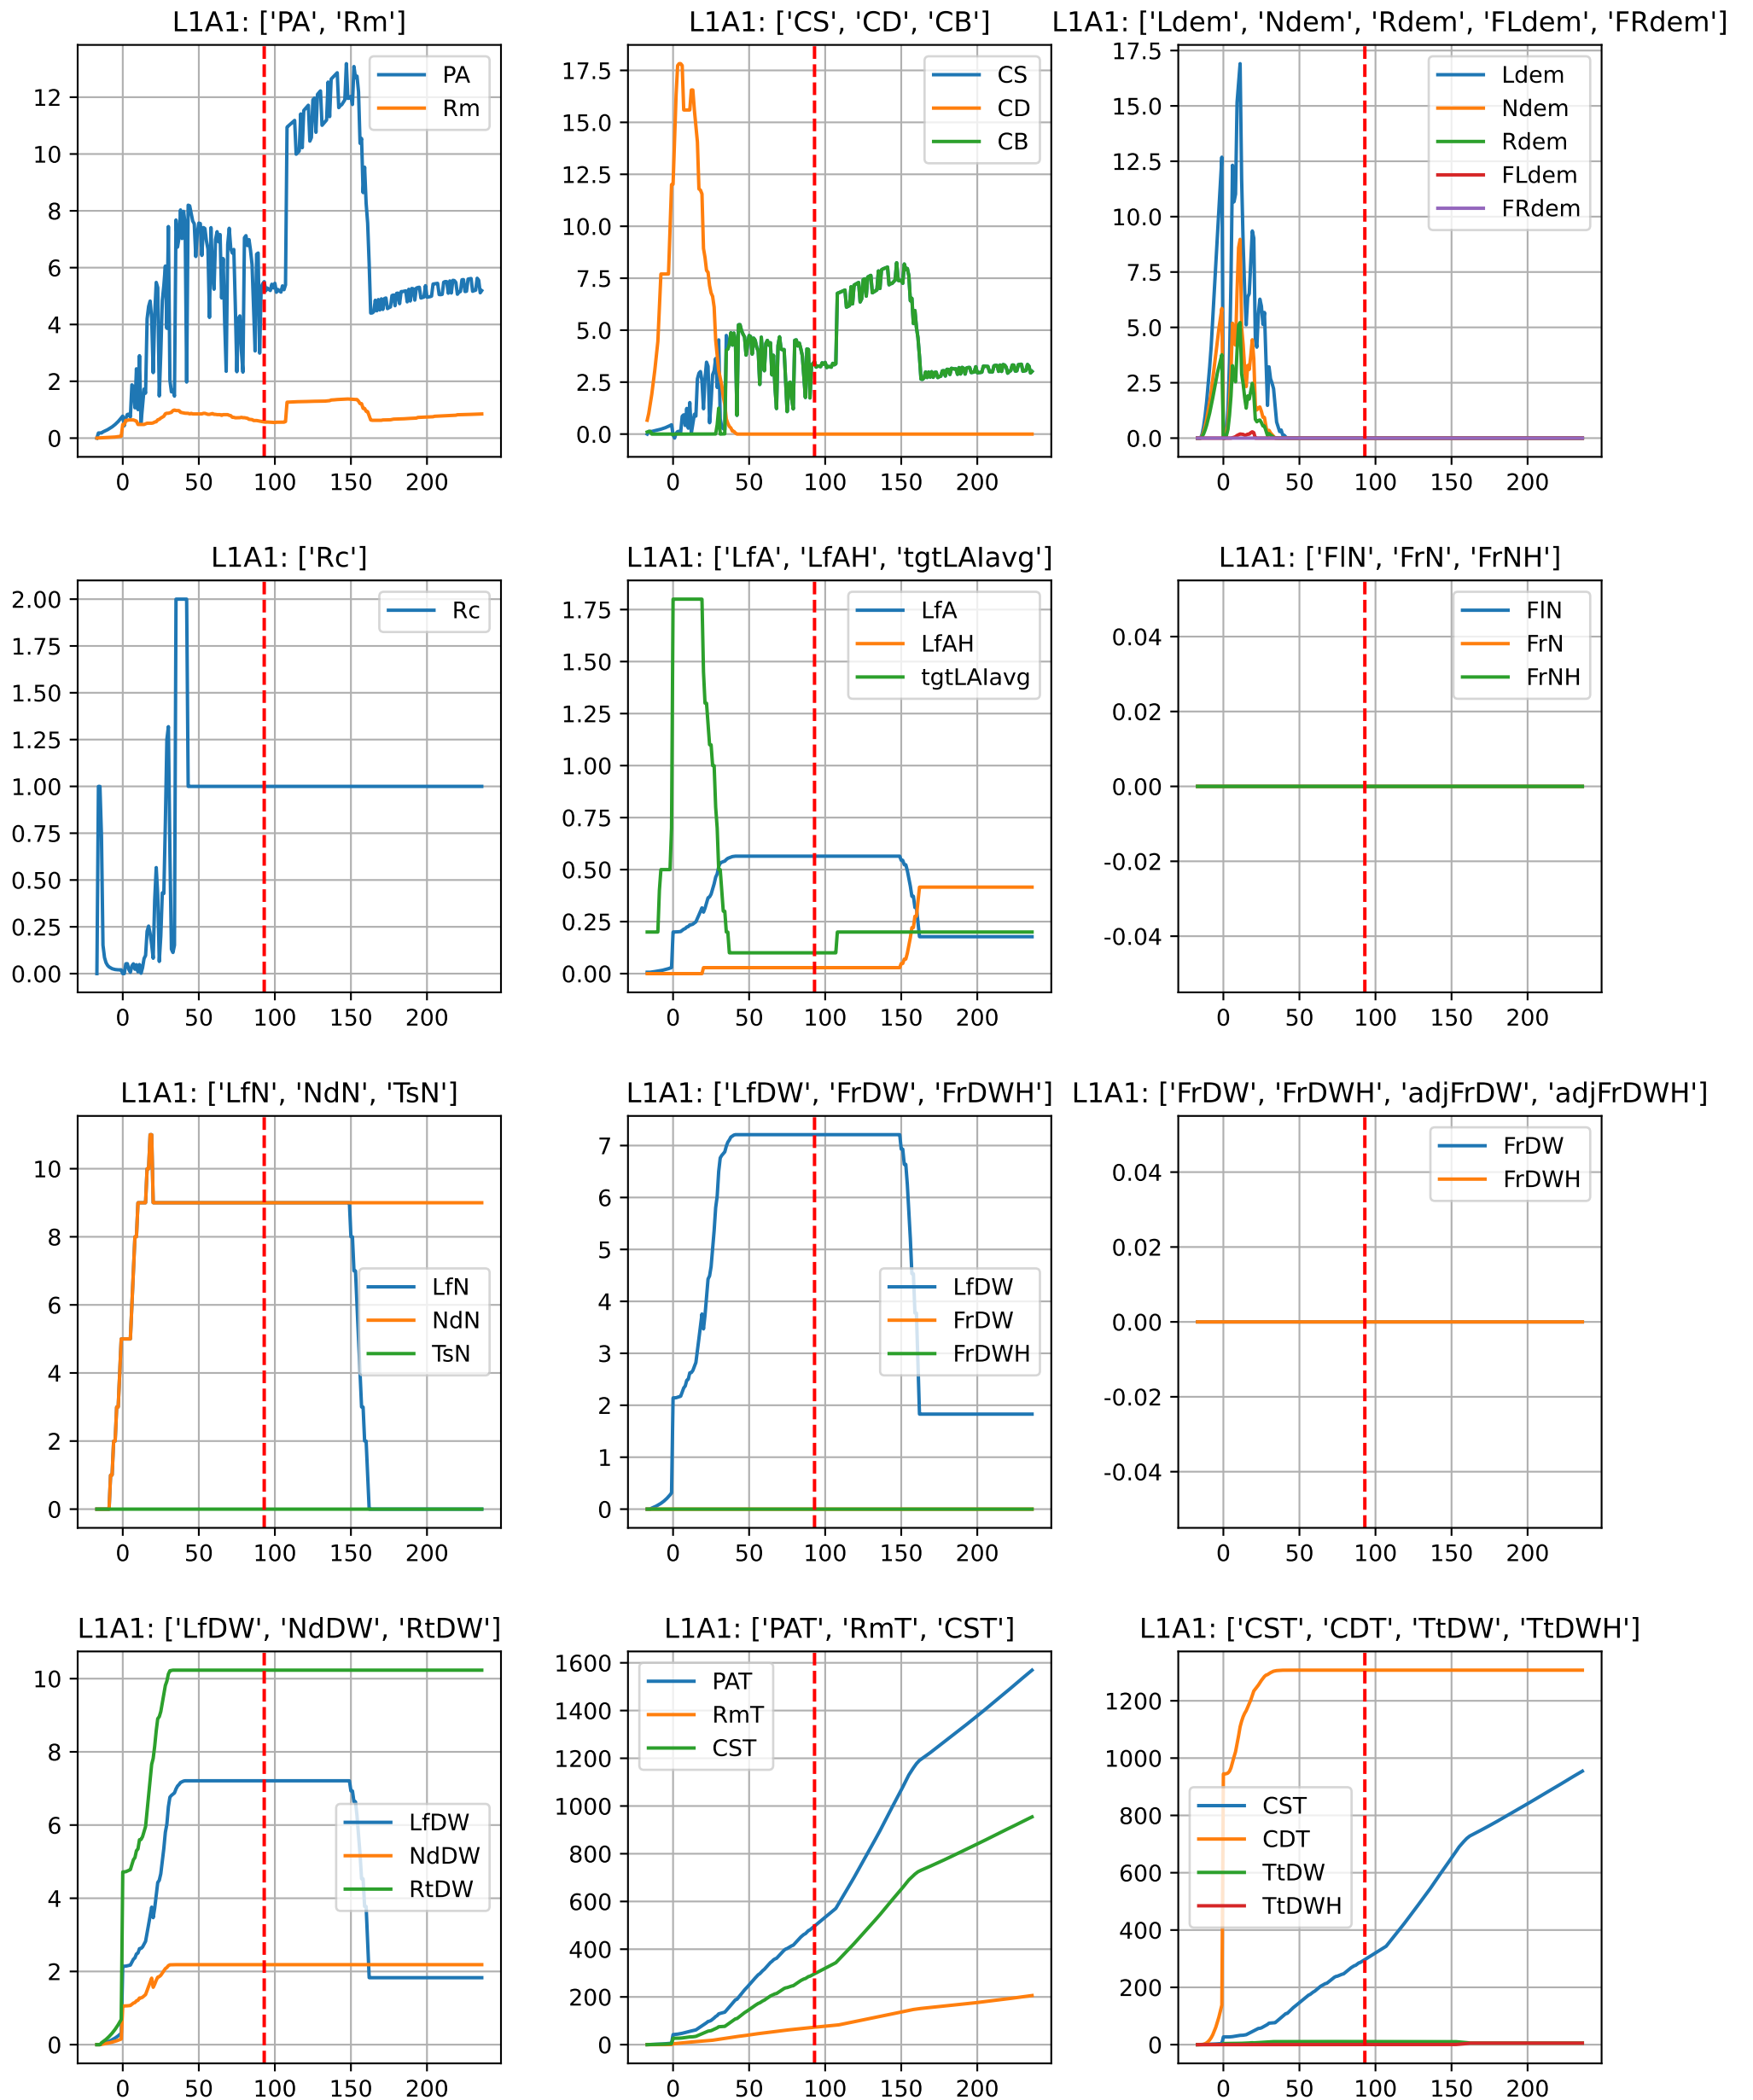 L1A1: ['PA', 'Rm']
PA
Rm
12
10
8
6
4
2
0
0 50 100 150 200
L1A1: ['CS', 'CD', 'CB']
CS
CD
CB
17.5
15.0
12.5
10.0
7.5
5.0
2.5
0.0
0 50 100 150 200
L1A1: ['Ldem', 'Ndem', 'Rdem', 'FLdem', 'FRdem']
Ldem
Ndem
Rdem
FLdem
FRdem
17.5
15.0
12.5
10.0
7.5
5.0
2.5
0.0
0 50 100 150 200
L1A1: ['Rc']
Rc
2.00
1.75
1.50
1.25
1.00
0.75
0.50
0.25
0.00
0 50 100 150 200
L1A1: ['LfA', 'LfAH', 'tgtLAIavg']
LfA
LfAH
tgtLAIavg
1.75
1.50
1.25
1.00
0.75
0.50
0.25
0.00
0 50 100 150 200
L1A1: ['FlN', 'FrN', 'FrNH']
FlN
FrN
FrNH
0.04
0.02
0.00
-0.02
-0.04
0 50 100 150 200
L1A1: ['LfN', 'NdN', 'TsN']
LfN
NdN
TsN
10
8
6
4
2
0
0 50 100 150 200
L1A1: ['LfDW', 'FrDW', 'FrDWH']
LfDW
FrDW
FrDWH
7
6
5
4
3
2
1
0
0 50 100 150 200
L1A1: ['FrDW', 'FrDWH', 'adjFrDW', 'adjFrDWH']
FrDW
FrDWH
0.04
0.02
0.00
-0.02
-0.04
0 50 100 150 200
L1A1: ['LfDW', 'NdDW', 'RtDW']
LfDW
NdDW
RtDW
10
8
6
4
2
0
0 50 100 150 200
L1A1: ['PAT', 'RmT', 'CST']
PAT
RmT
CST
1600
1400
1200
1000
800
600
400
200
0
0 50 100 150 200
L1A1: ['CST', 'CDT', 'TtDW', 'TtDWH']
CST
CDT
TtDW
TtDWH
1200
1000
800
600
400
200
0
0 50 100 150 200